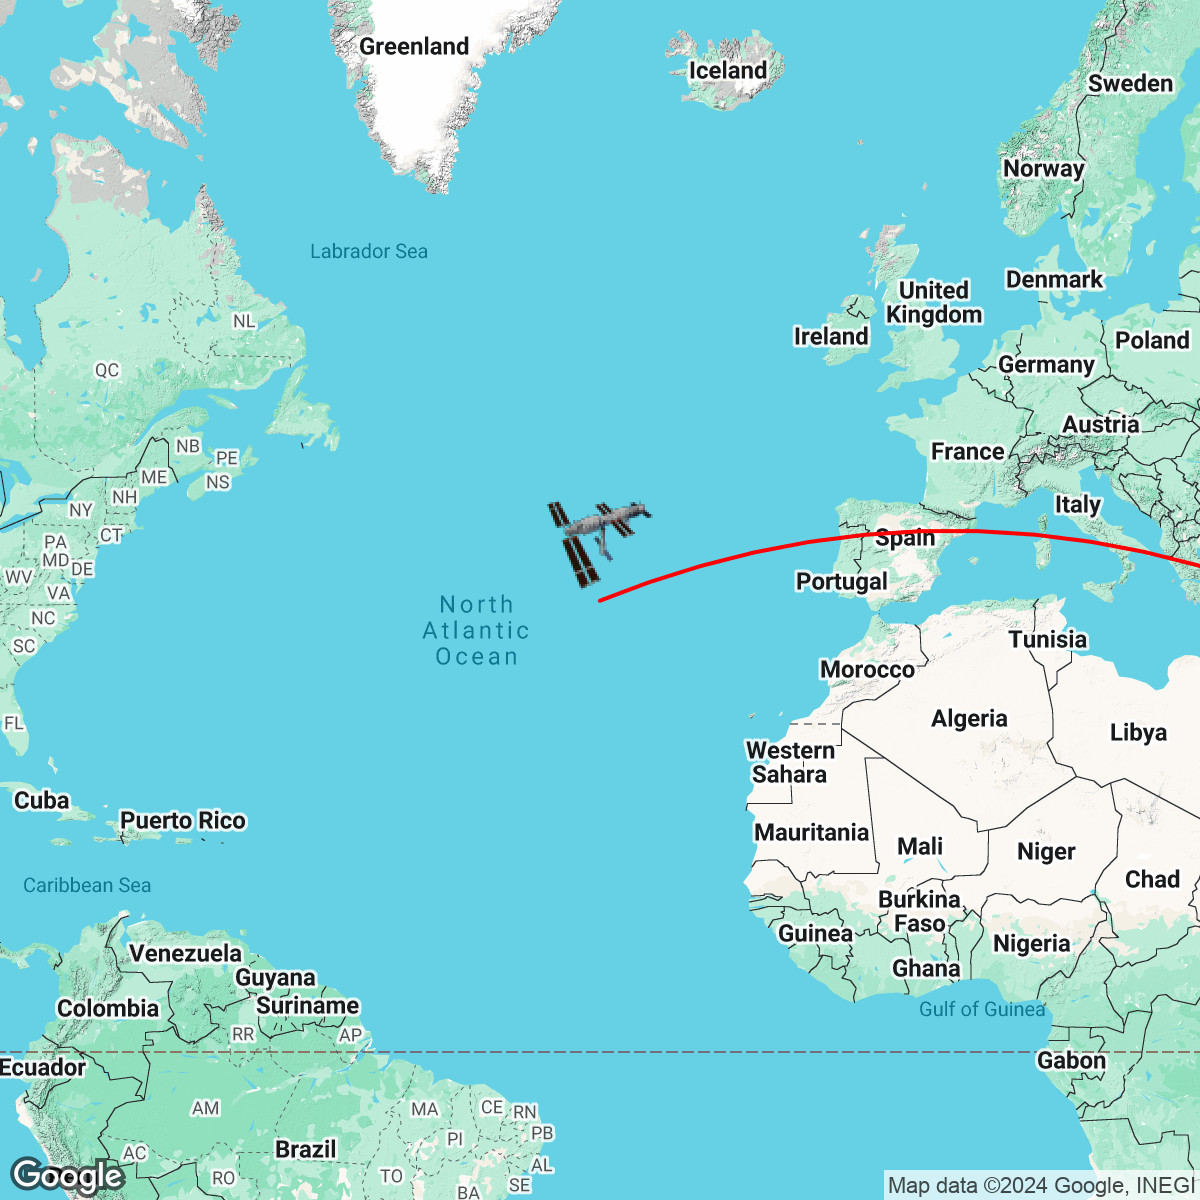 Greenland
Iceland
Sweden
Norway
Labrador Sea
Denmark
United
Kingdom
NL
Ireland
Poland
QC
Germany
Austria
NB
France
PE
ME
NS
NH
Italy
NY
CT
Spain
PA
MD
DE
WV
Portugal
VA
North
Atlantic
Ocean
NC
SC
Tunisia
Morocco
FL
Algeria
Libya
Western
Sahara
Cuba
Puerto Rico
Mauritania
Mali
Niger
Caribbean Sea
Chad
Burkina
Faso
Guinea
Nigeria
Venezuela
Ghana
Guyana
Suriname
Colombia
Gulf of Guinea
RR
AP
Ecuador
Gabon
AM
MA
CE
RN
PB
PI
Brazil
AC
AL
TO
RO
SE
BA
Google
Map data ©2024 Google, INEGI